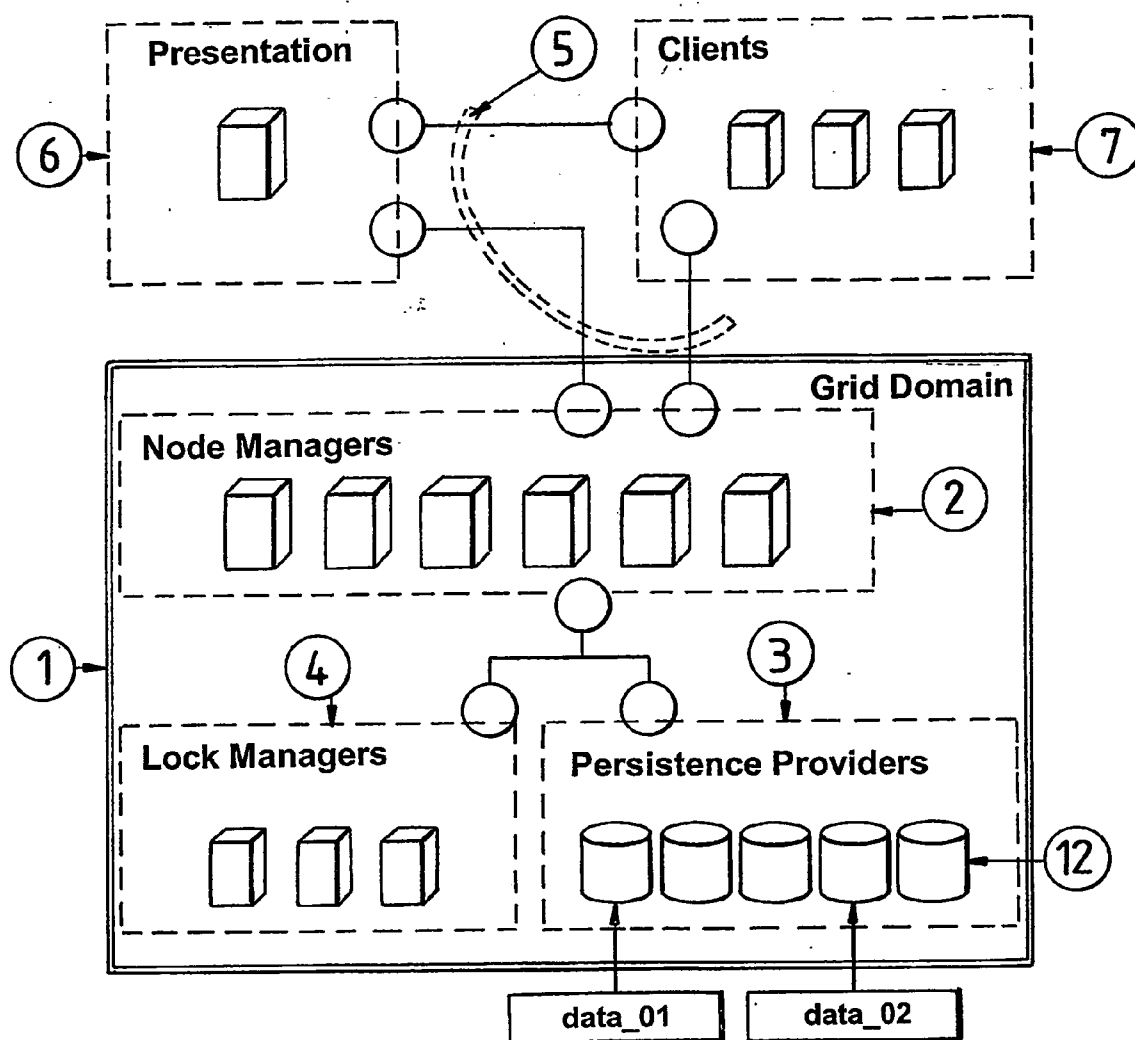 Presentation
5
Clients
6
7
Grid Domain
Node Managers
2
1
4
3
Lock Managers
Persistence Providers
12
data_01
data_02